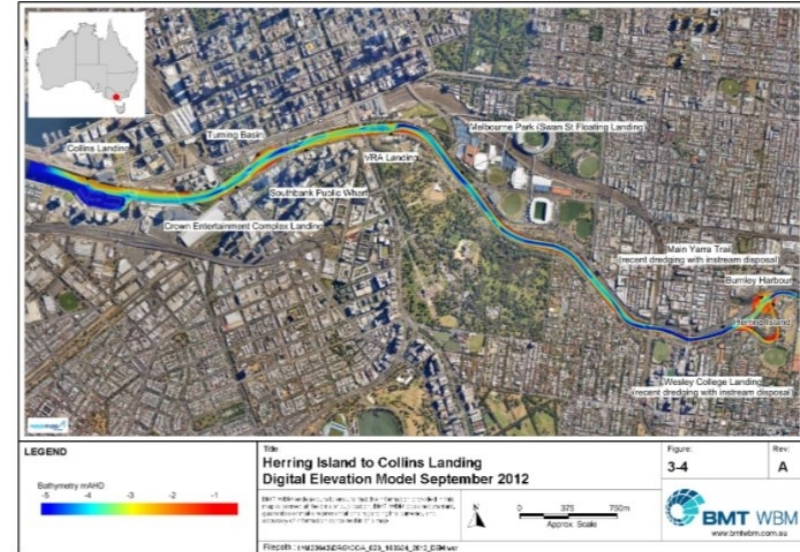 Collins Landing
Turning Basin
Melbourne Park (Swan St Floating Landing)
VRA Landing
Southbank Public Wharf
Crown Entertainment Complex Landing
Main Yarra Trail
(recent dredging with instream disposal)
Burnley Harbour
Herring Island
Wesley College Landing
(recent dredging with instream disposal)
LEGEND
Bathymetry mAHD
-5 -4 -3 -2 -1
Title:
Herring Island to Collins Landing
Digital Elevation Model September 2012
N
0 375 750m
Approx. Scale
Figure:
3-4
Rev:
A
BMT WBM
www.bmtwbm.com.au
Filepath :